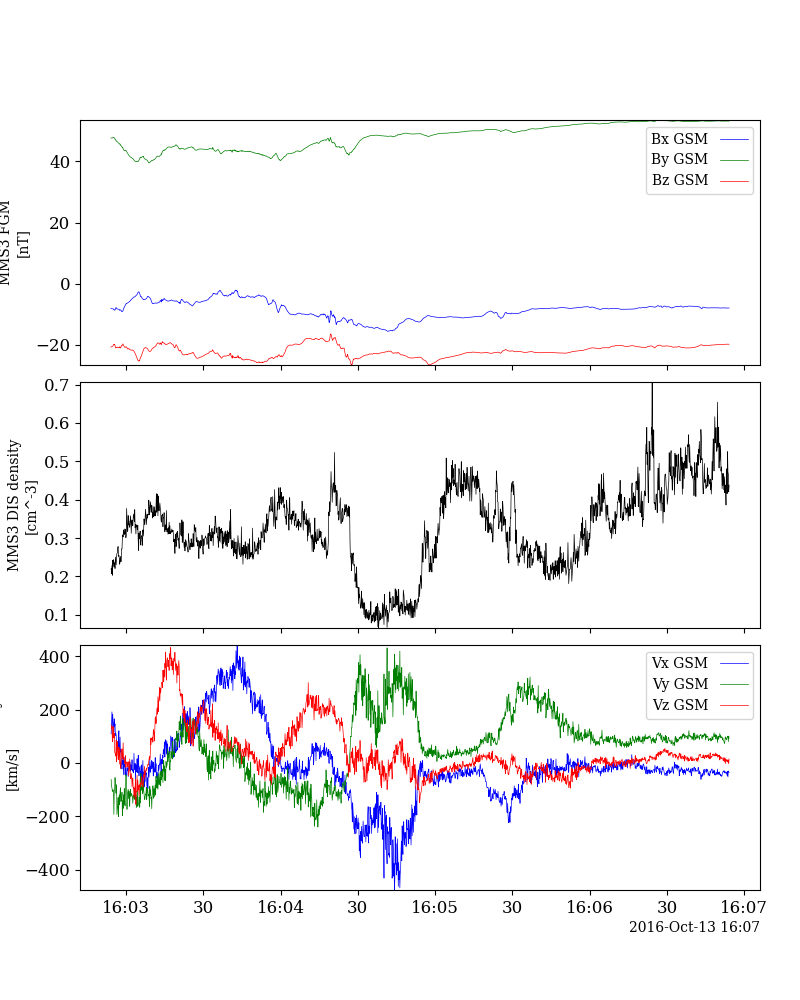 MMS3 FGM
[nT]
40
20
0
−20
Bx GSM
By GSM
Bz GSM
MMS3 DIS density
[cm^-3]
0.7
0.6
0.5
0.4
0.3
0.2
0.1
[km/s]
400
200
0
−200
−400
Vx GSM
Vy GSM
Vz GSM
16:03
30
16:04
30
16:05
30
16:06
30
16:07
2016-Oct-13 16:07